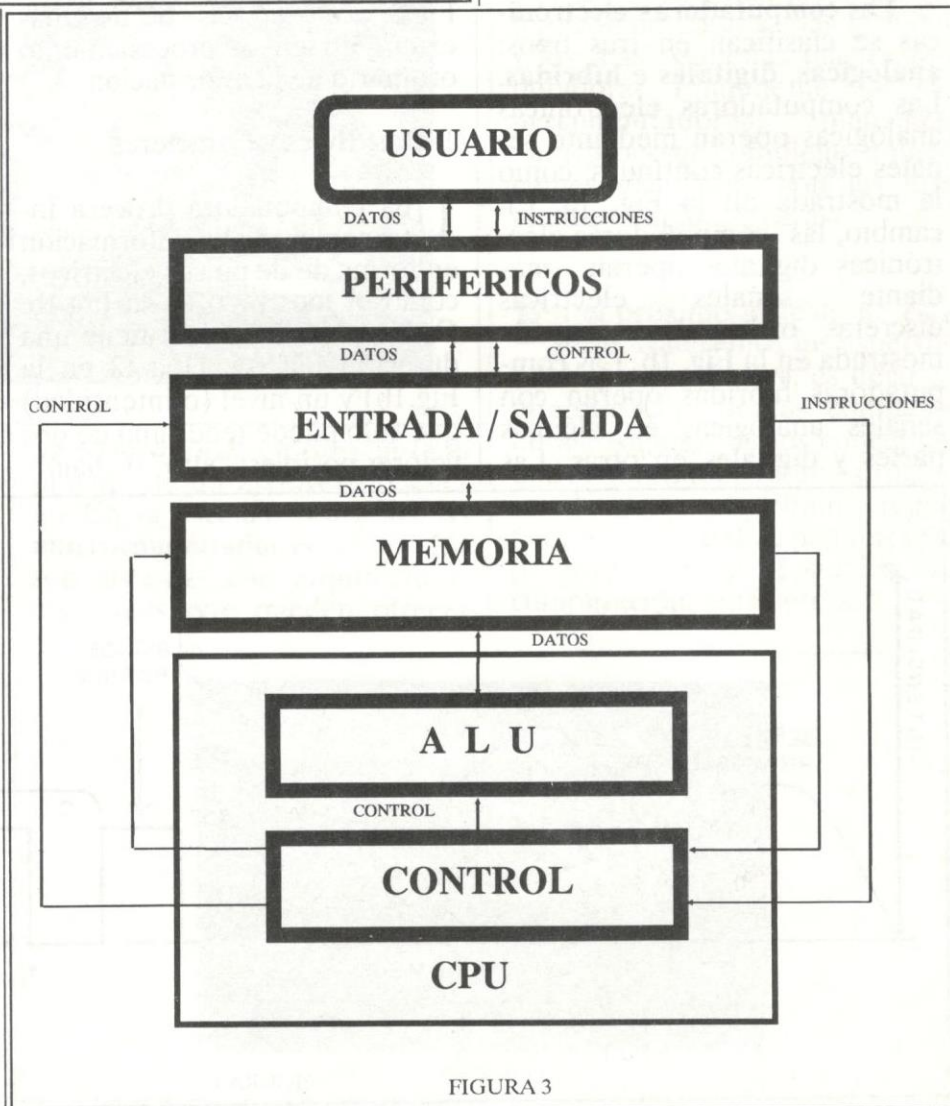 USUARIO
DATOS INSTRUCCIONES
PERIFERICOS
DATOS CONTROL
CONTROL INSTRUCCIONES
ENTRADA / SALIDA
DATOS
MEMORIA
DATOS
A L U
CONTROL
CONTROL
CPU
FIGURA 3